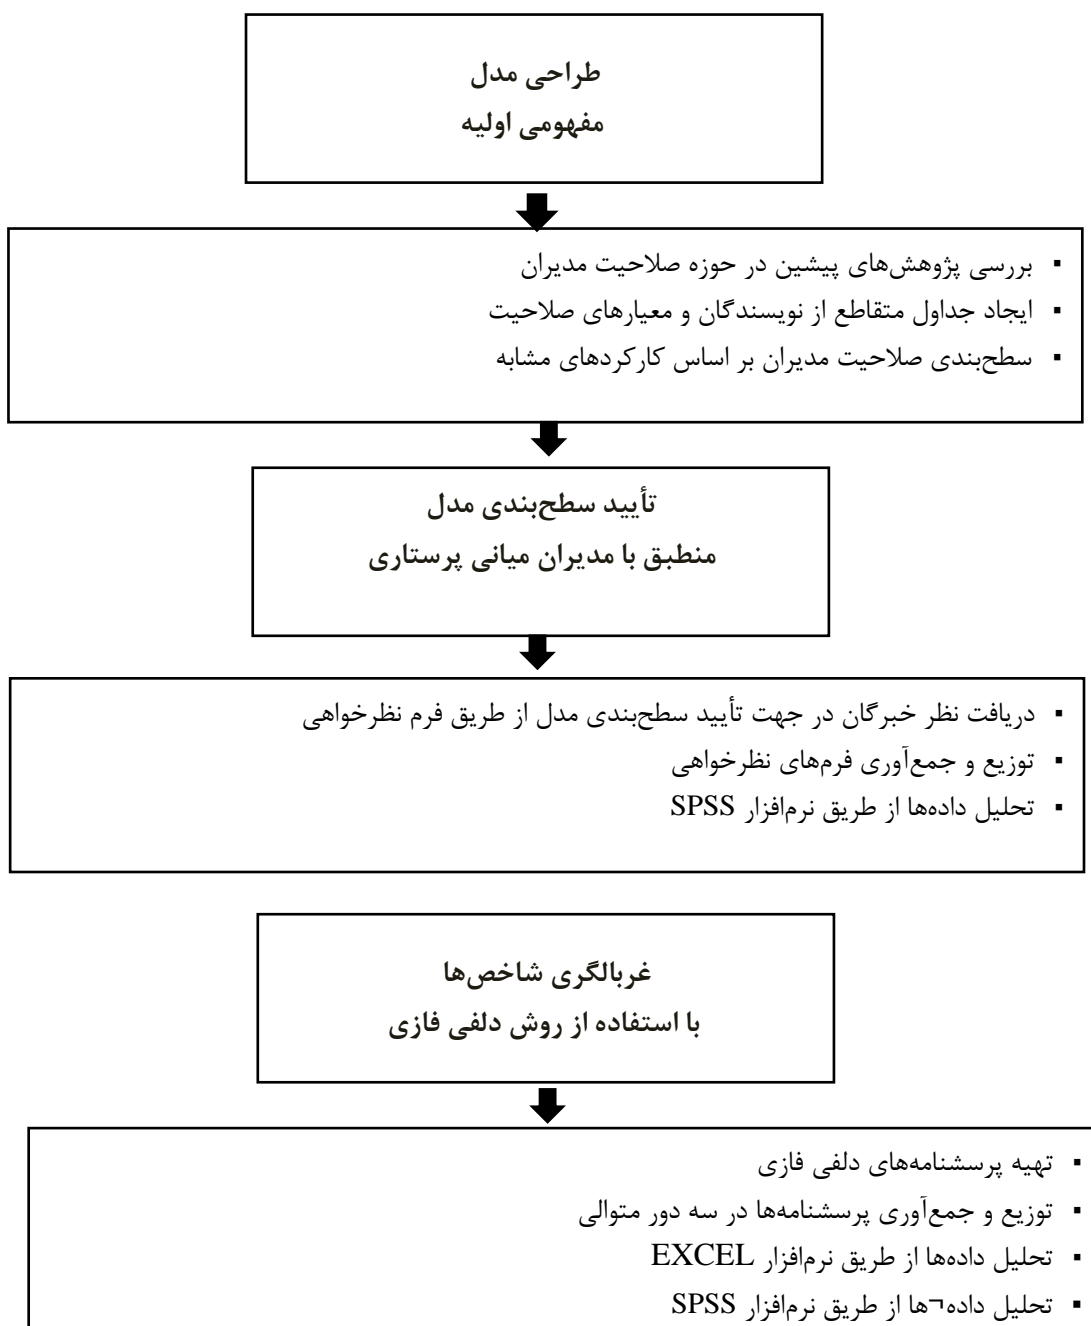 طراحی مدل
مفهومی اولیه
▪ بررسی پژوهش‌های پیشین در حوزه صلاحیت مدیران
▪ ایجاد جداول متقاطع از نویسندگان و معیارهای صلاحیت
▪ سطح‌بندی صلاحیت مدیران بر اساس کارکردهای مشابه
تأیید سطح‌بندی مدل
منطبق با مدیران میانی پرستاری
▪ دریافت نظر خبرگان در جهت تأیید سطح‌بندی مدل از طریق فرم نظرخواهی
▪ توزیع و جمع‌آوری فرم‌های نظرخواهی
▪ تحلیل داده‌ها از طریق نرم‌افزار SPSS
غربالگری شاخص‌ها
با استفاده از روش دلفی فازی
▪ تهیه پرسشنامه‌های دلفی فازی
▪ توزیع و جمع‌آوری پرسشنامه‌ها در سه دور متوالی
▪ تحلیل داده‌ها از طریق نرم‌افزار EXCEL
▪ تحلیل داده¬ها از طریق نرم‌افزار SPSS